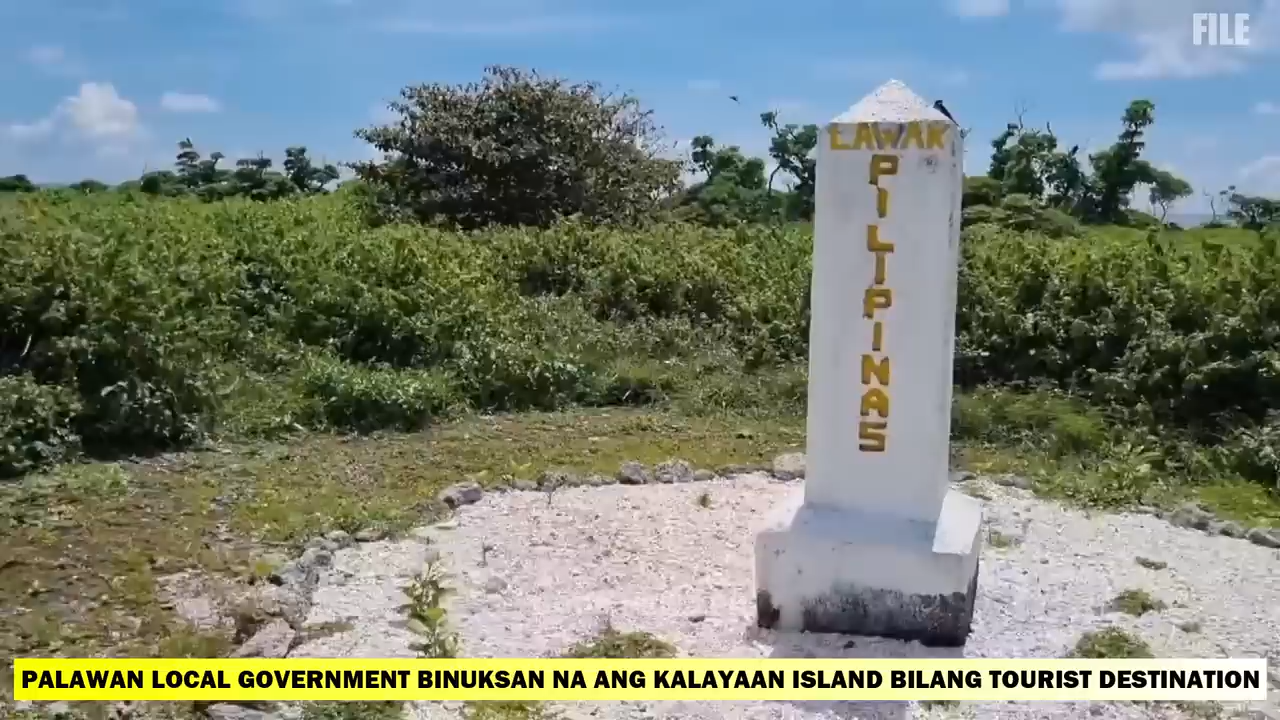 FILE
LAWAK
PILIPINAS
PALAWAN LOCAL GOVERNMENT BINUKSAN NA ANG KALAYAAN ISLAND BILANG TOURIST DESTINATION